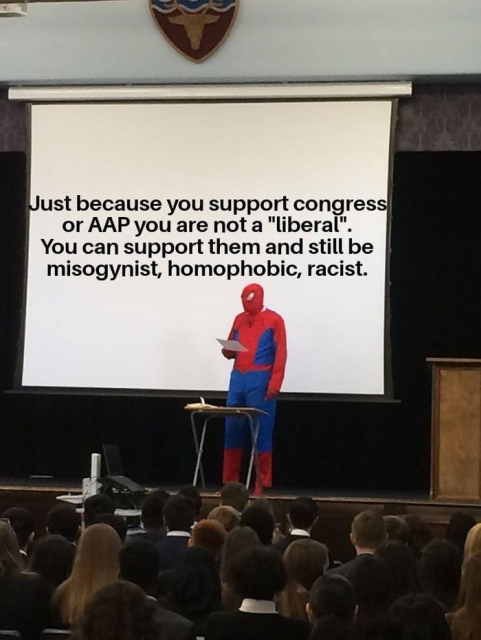 Just because you support congress
or AAP you are not a "liberal".
You can support them and still be
misogynist, homophobic, racist.